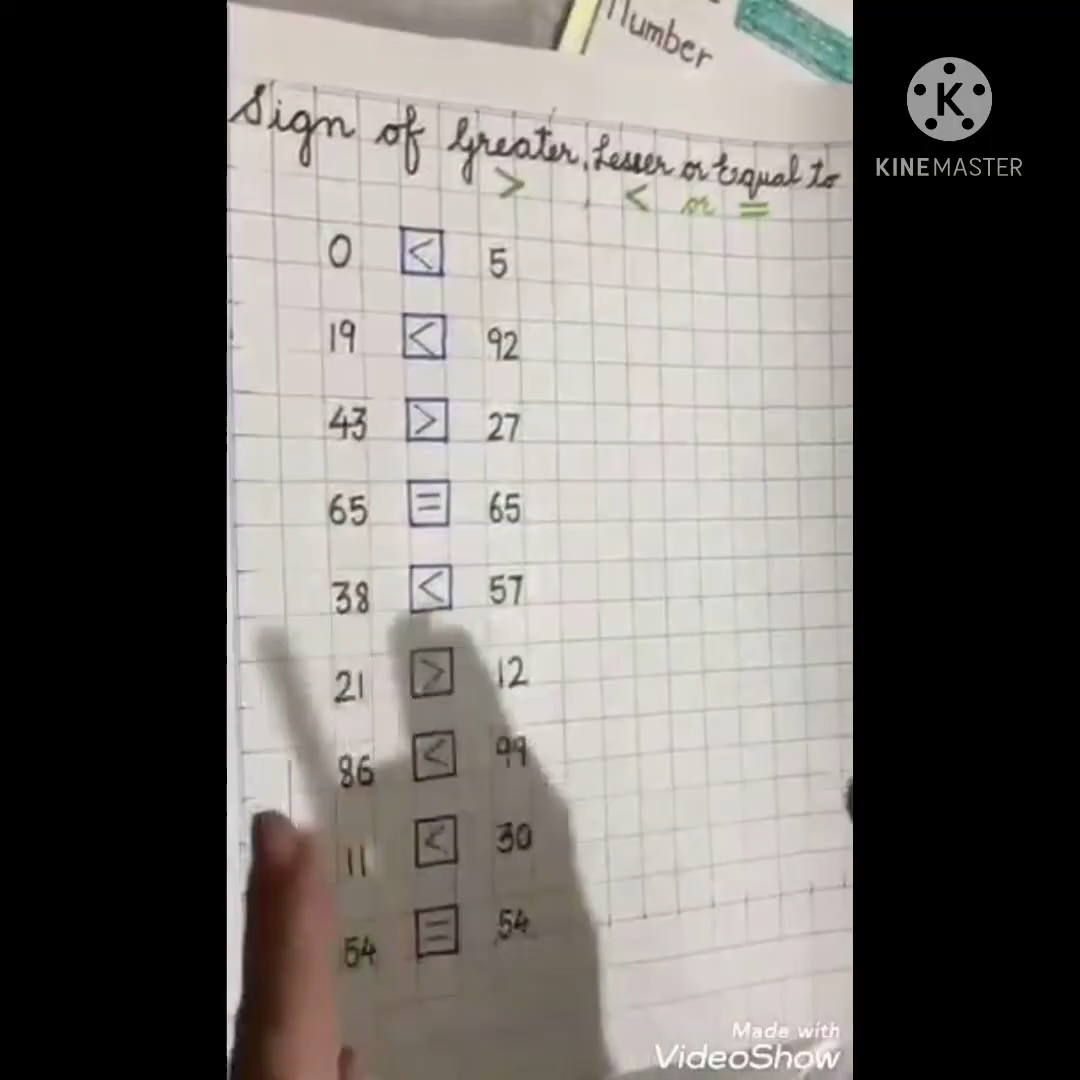 Number
Sign of Greater, Lesser or Equal to
> , < or =
0 < 5
19 < 92
43 > 27
65 = 65
38 < 57
21 > 12
86 < 99
11 < 30
54 = 54
K
KINEMASTER
Made with
VideoShow